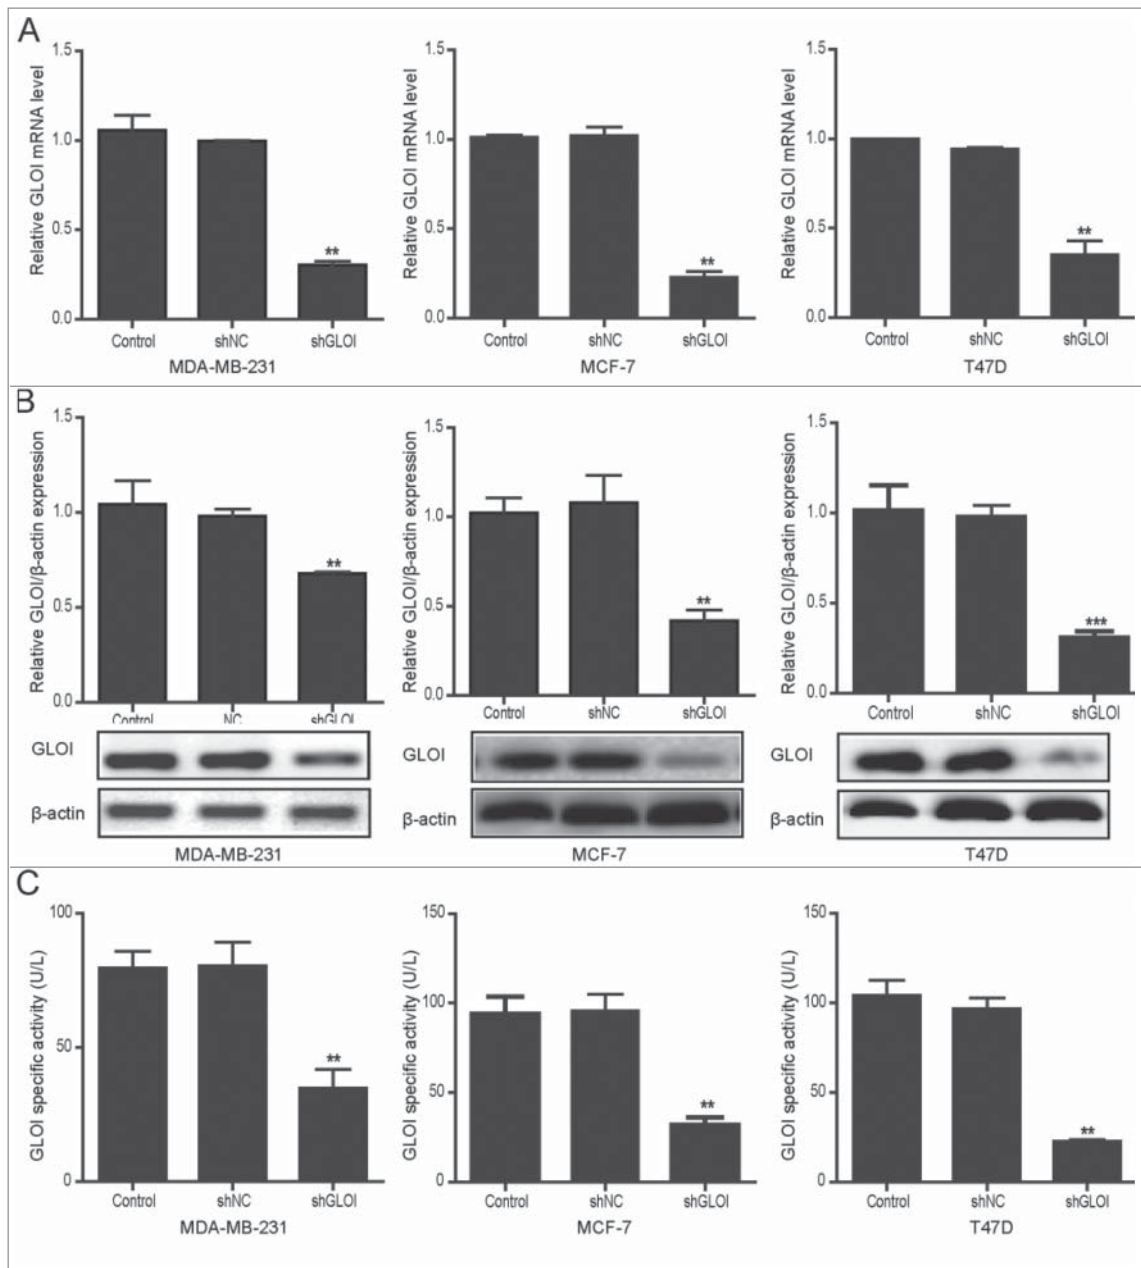 A
Relative GLOI mRNA level
1.5
1.0
0.5
0.0
**
Control shNC shGLOI
MDA-MB-231
Relative GLOI mRNA level
1.5
1.0
0.5
0.0
**
Control shNC shGLOI
MCF-7
Relative GLOI mRNA level
1.5
1.0
0.5
0.0
**
Control shNC shGLOI
T47D
B
Relative GLOI/β-actin expression
1.5
1.0
0.5
0.0
**
Control NC shGLOI
GLOI
β-actin
MDA-MB-231
Relative GLOI/β-actin expression
1.5
1.0
0.5
0.0
**
Control shNC shGLOI
GLOI
β-actin
MCF-7
Relative GLOI/β-actin expression
1.5
1.0
0.5
0.0
***
Control shNC shGLOI
GLOI
β-actin
T47D
C
GLOI specific activity (U/L)
100
50
0
**
Control shNC shGLOI
MDA-MB-231
GLOI specific activity (U/L)
150
100
50
0
**
Control shNC shGLOI
MCF-7
GLOI specific activity (U/L)
150
100
50
0
**
Control shNC shGLOI
T47D